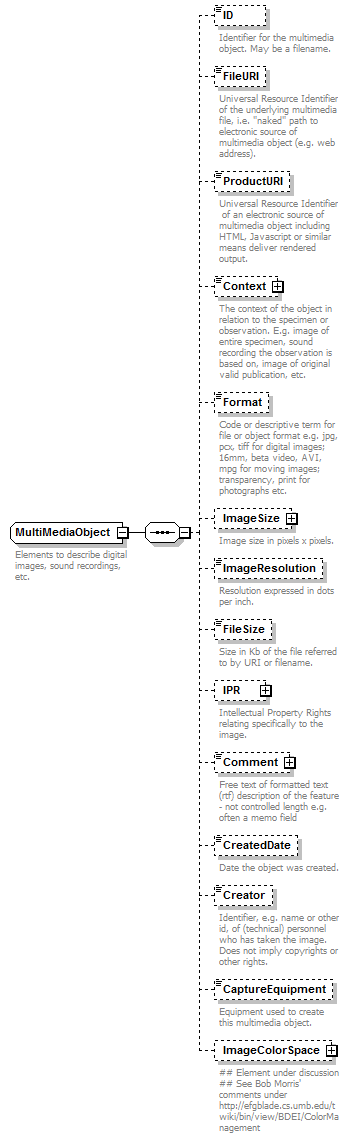 ID
Identifier for the multimedia
object. May be a filename.
FileURI
Universal Resource Identifier
of the underlying multimedia
file, i.e. "naked" path to
electronic source of
multimedia object (e.g. web
address).
ProductURI
Universal Resource Identifier
of an electronic source of
multimedia object including
HTML, Javascript or similar
means deliver rendered
output.
Context
The context of the object in
relation to the specimen or
observation. E.g. image of
entire specimen, sound
recording the observation is
based on, image of original
valid publication, etc.
Format
Code or descriptive term for
file or object format e.g. jpg,
pcx, tiff for digital images;
16mm, beta video, AVI,
mpg for moving images;
transparency, print for
photographs etc.
MultiMediaObject
Elements to describe digital
images, sound recordings,
etc.
ImageSize
Image size in pixels x pixels.
ImageResolution
Resolution expressed in dots
per inch.
FileSize
Size in Kb of the file referred
to by URI or filename.
IPR
Intellectual Property Rights
relating specifically to the
image.
Comment
Free text of formatted text
(rtf) description of the feature
- not controlled length e.g.
often a memo field
CreatedDate
Date the object was created.
Creator
Identifier, e.g. name or other
id, of (technical) personnel
who has taken the image.
Does not imply copyrights or
other rights.
CaptureEquipment
Equipment used to create
this multimedia object.
ImageColorSpace
## Element under discussion
## See Bob Morris'
comments under
http://efgblade.cs.umb.edu/t
wiki/bin/view/BDEI/ColorMa
nagement